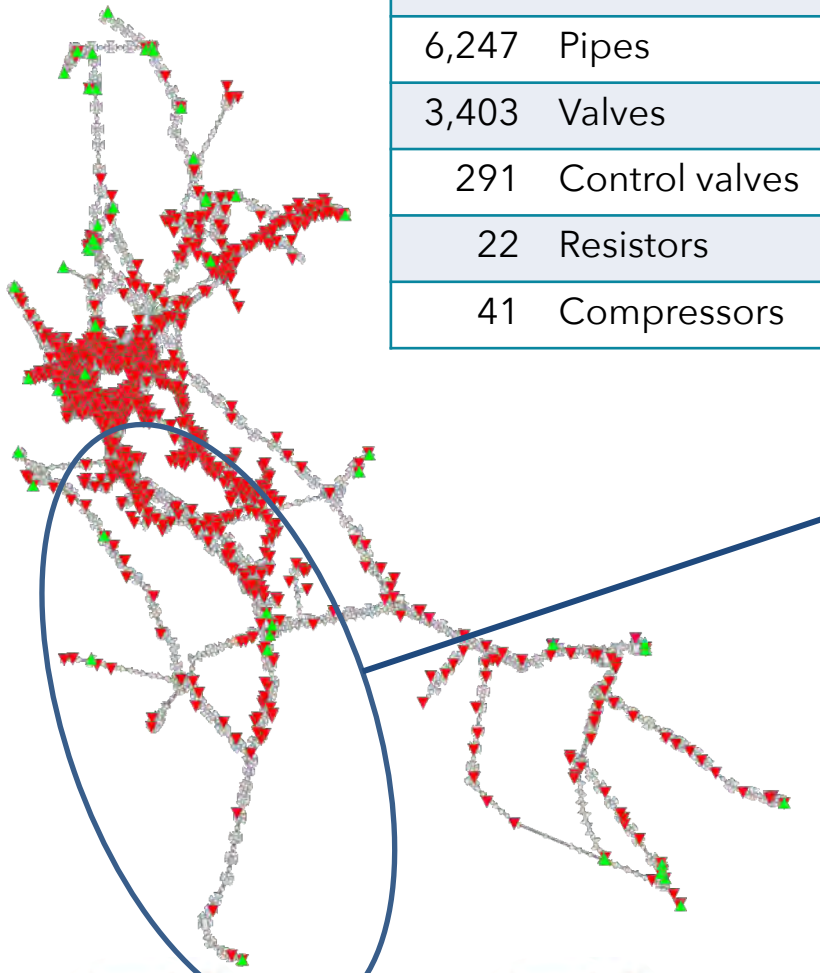 6,247 Pipes
3,403 Valves
291 Control valves
22 Resistors
41 Compressors